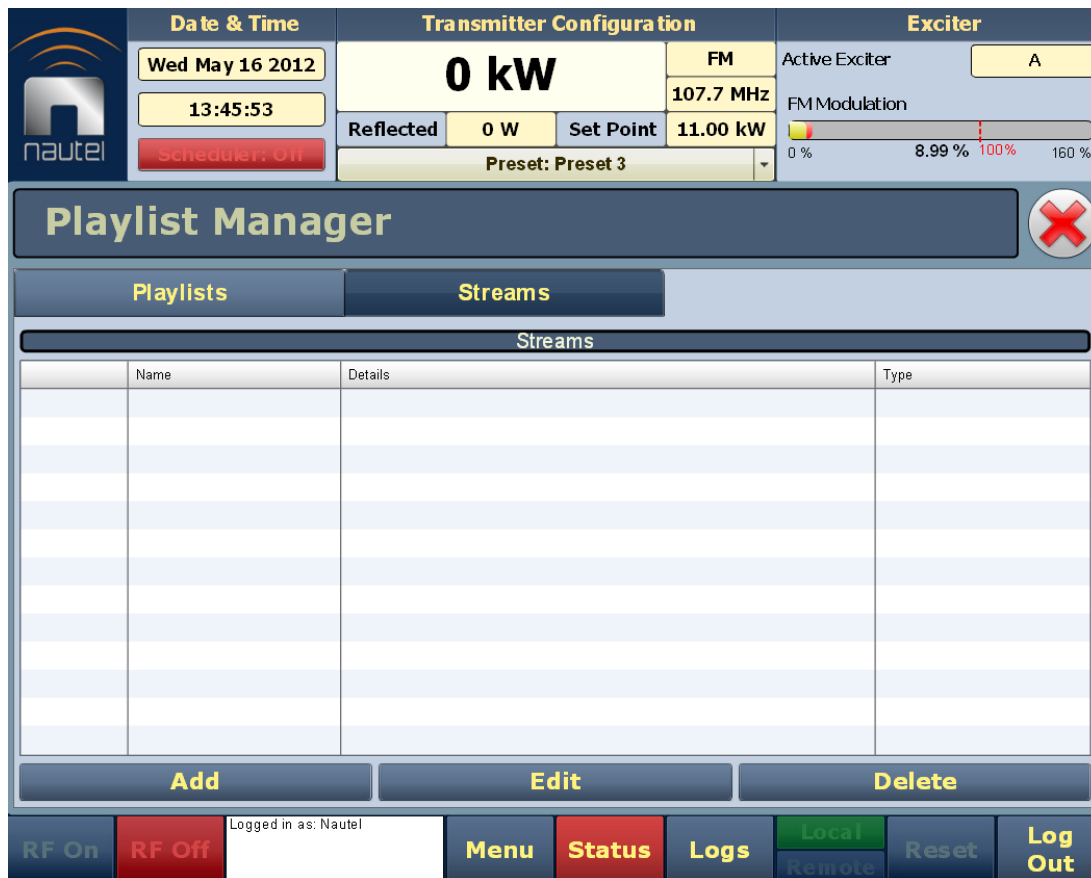 Date & Time
Transmitter Configuration
Exciter
Wed May 16 2012
0 kW
FM
Active Exciter
A
13:45:53
107.7 MHz
FM Modulation
nautel
Scheduler: Off
Reflected
0 W
Set Point
11.00 kW
Preset: Preset 3
0 %
8.99 %
100%
160 %
Playlist Manager
Playlists
Streams
Streams
Name
Details
Type
Add
Edit
Delete
RF On
RF Off
Logged in as: Nautel
Menu
Status
Logs
Local
Remote
Reset
Log
Out